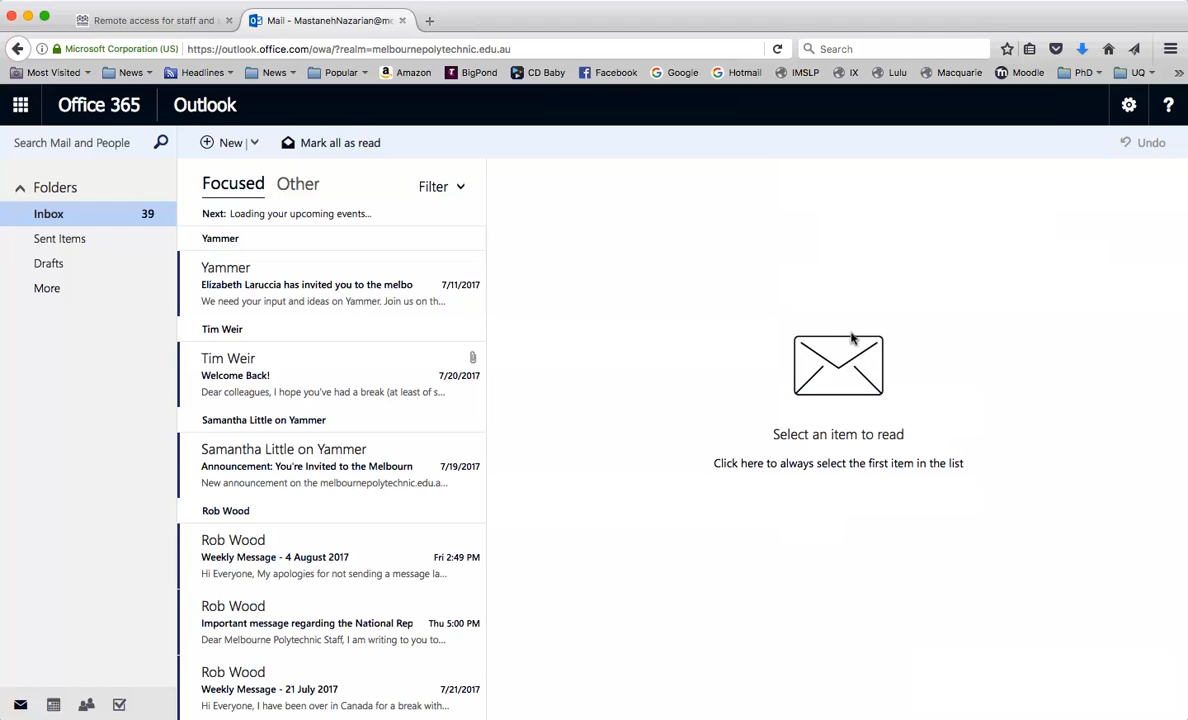 Remote access for staff and
Mail - MastanehNazarian@m
Microsoft Corporation (US)
https://outlook.office.com/owa/?realm=melbournepolytechnic.edu.au
Search
Most Visited
News
Headlines
News
Popular
Amazon
BigPond
CD Baby
Facebook
Google
Hotmail
IMSLP
IX
Lulu
Macquarie
Moodle
PhD
UQ
Office 365
Outlook
Search Mail and People
New
Mark all as read
Undo
Folders
Inbox 39
Sent Items
Drafts
More
Focused Other
Filter
Next: Loading your upcoming events...
Yammer
Yammer
Elizabeth Laruccia has invited you to the melbo 7/11/2017
We need your input and ideas on Yammer. Join us on th...
Tim Weir
Tim Weir
Welcome Back! 7/20/2017
Dear colleagues, I hope you've had a break (at least of s...
Samantha Little on Yammer
Samantha Little on Yammer
Announcement: You're Invited to the Melbourn 7/19/2017
New announcement on the melbournepolytechnic.edu.a...
Rob Wood
Rob Wood
Weekly Message - 4 August 2017 Fri 2:49 PM
Hi Everyone, My apologies for not sending a message la...
Rob Wood
Important message regarding the National Rep Thu 5:00 PM
Dear Melbourne Polytechnic Staff, I am writing to you to...
Rob Wood
Weekly Message - 21 July 2017 7/21/2017
Hi Everyone, I have been over in Canada for a break with...
Select an item to read
Click here to always select the first item in the list